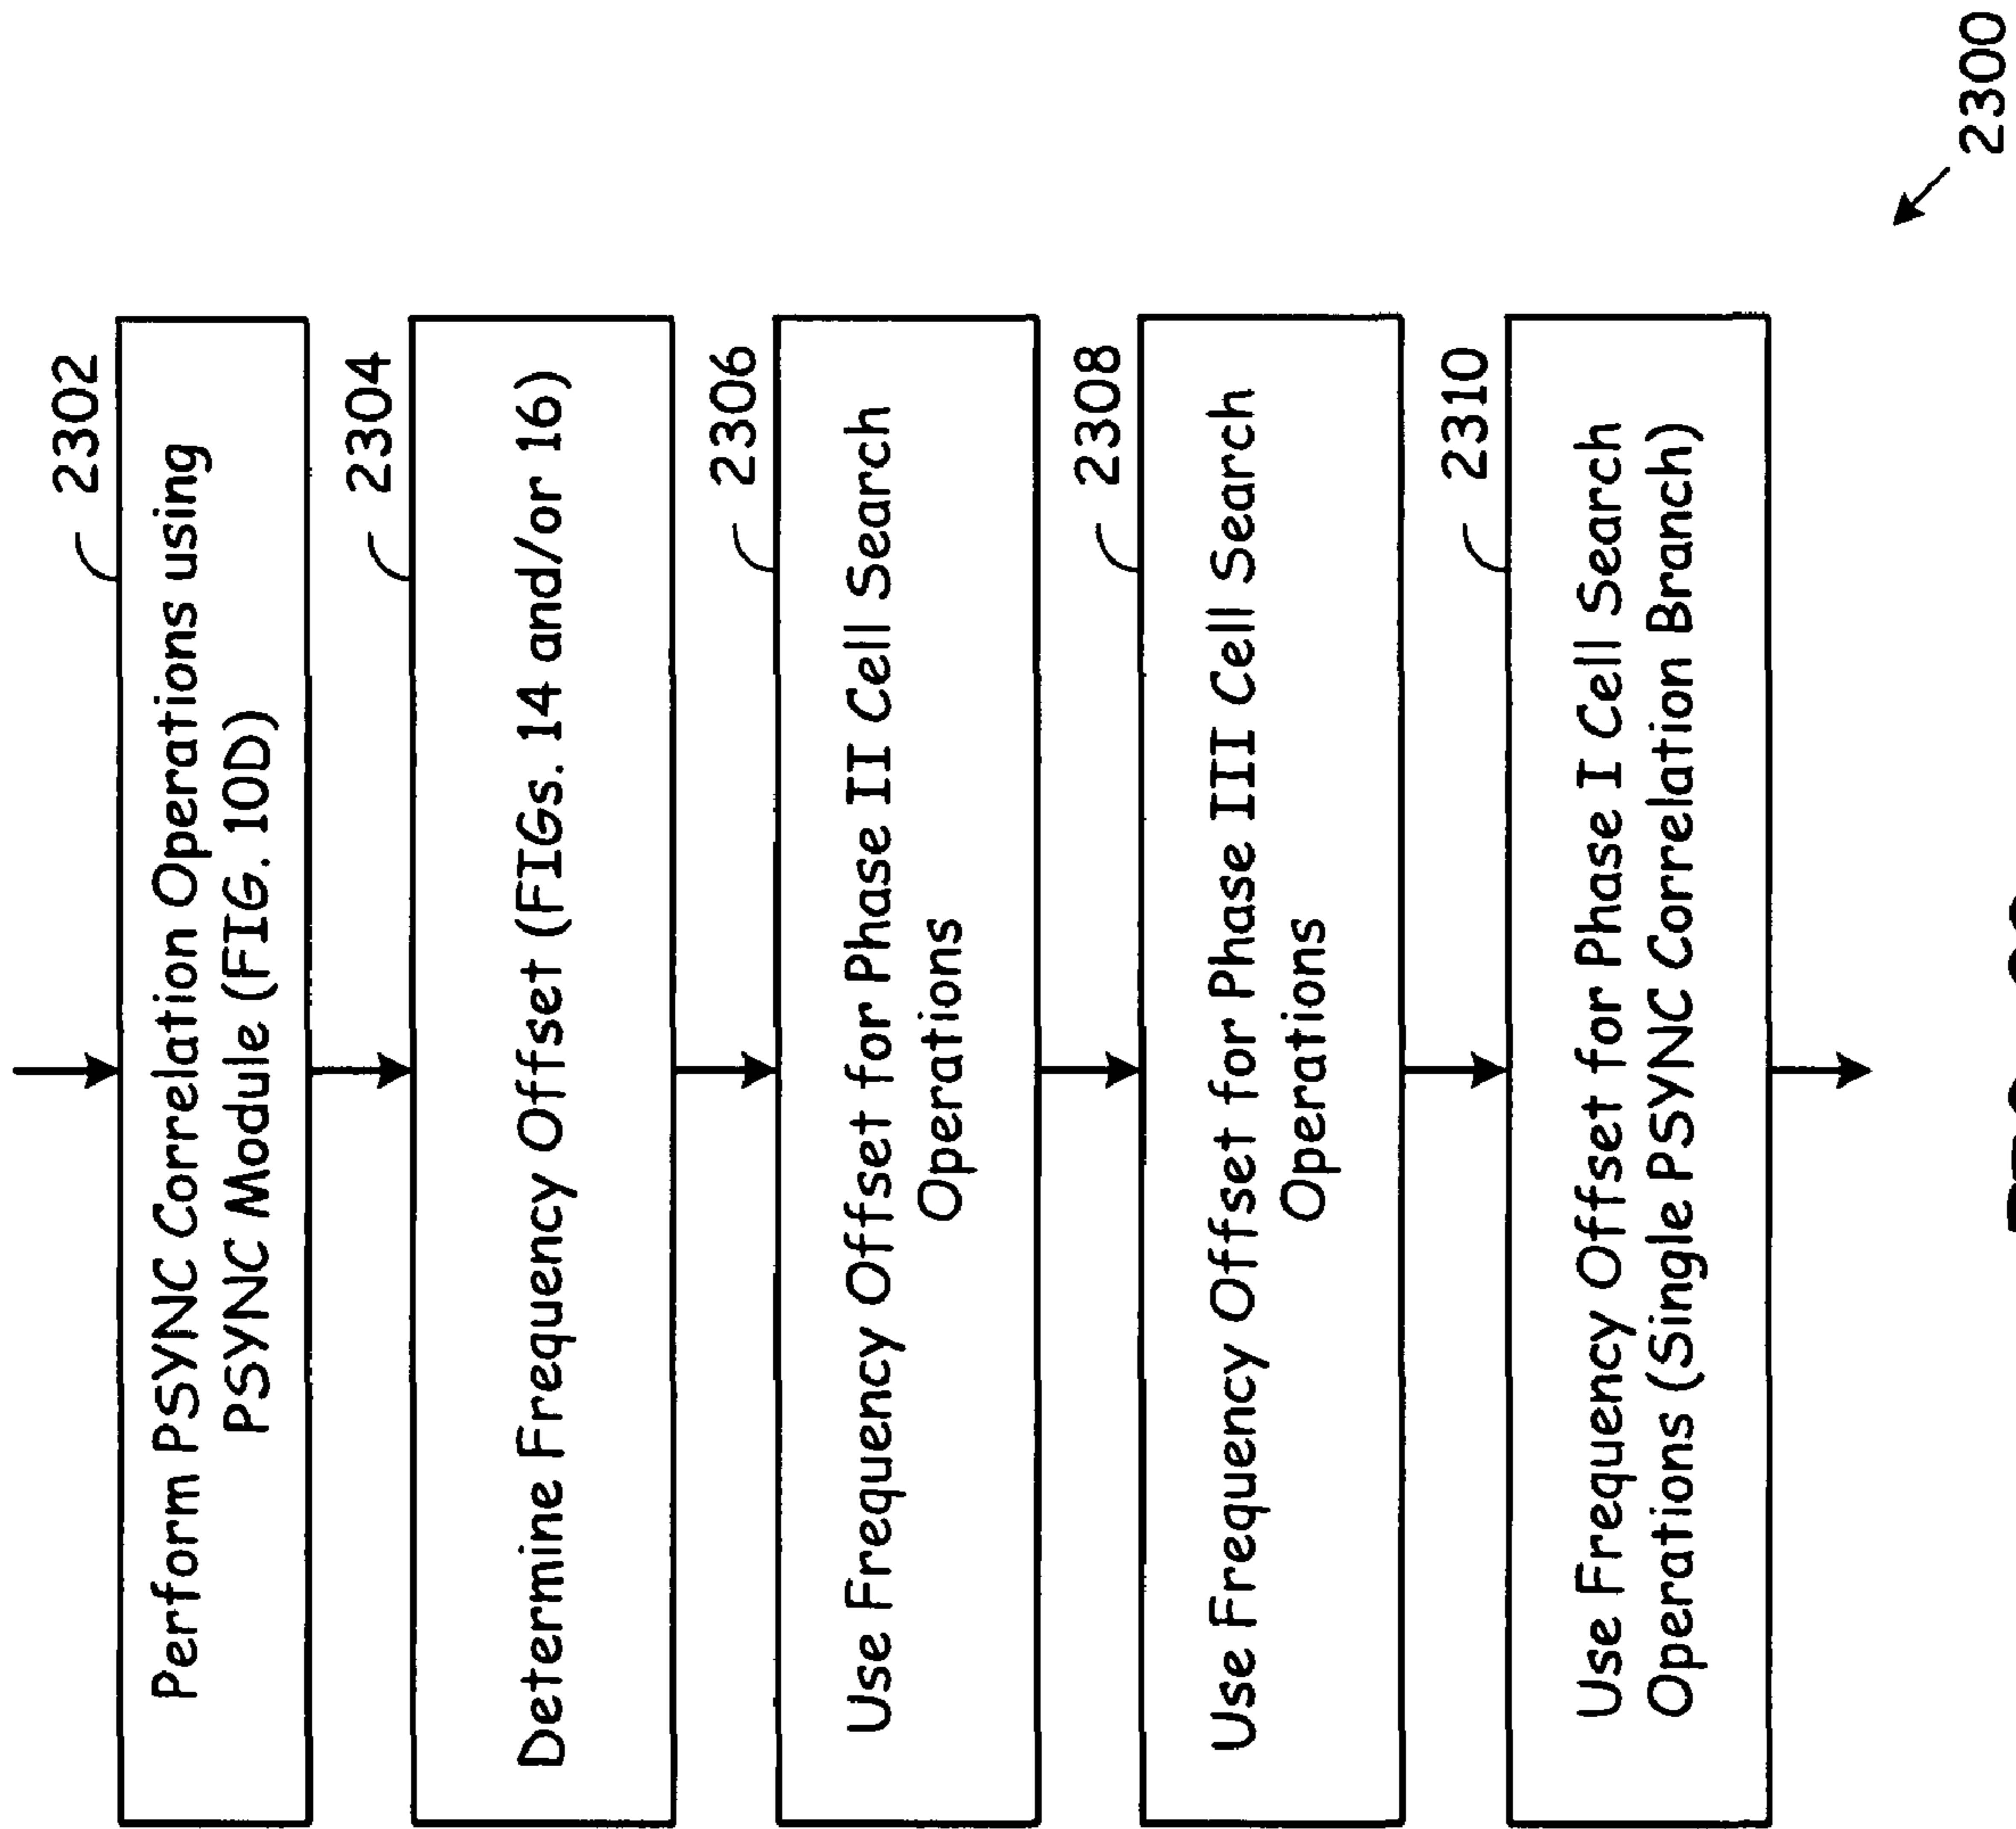 2302
Perform PSYNC Correlation Operations using
PSYNC Module (FIG. 10D)
2304
Determine Frequency Offset (FIGs. 14 and/or 16)
2306
Use Frequency Offset for Phase II Cell Search
Operations
2308
Use Frequency Offset for Phase III Cell Search
Operations
2310
Use Frequency Offset for Phase I Cell Search
Operations (Single PSYNC Correlation Branch)
2300